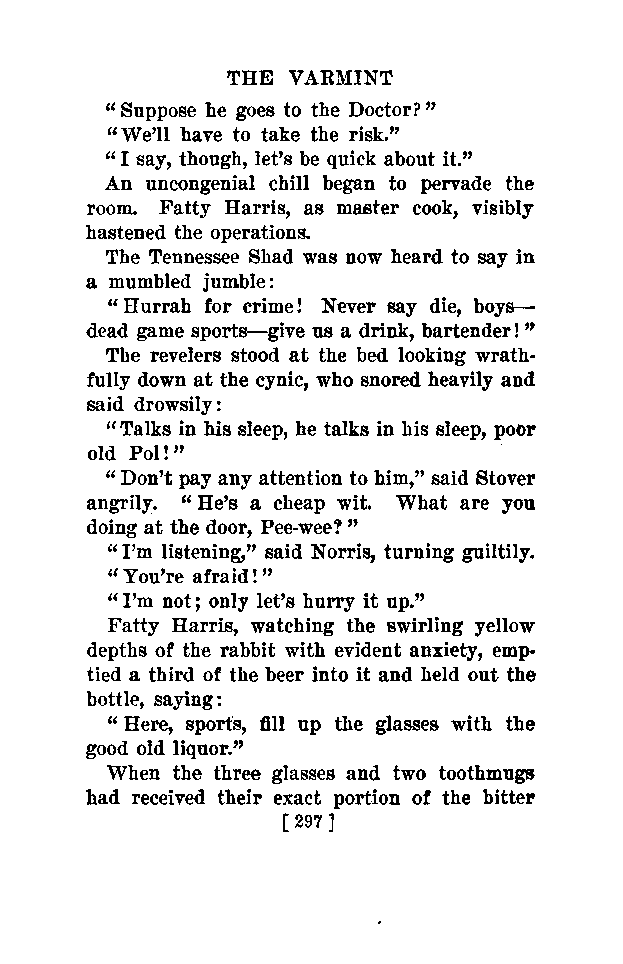 THE VARMINT
“Suppose he goes to the Doctor?”
“We’ll have to take the risk.”
“I say, though, let’s be quick about it.”
An uncongenial chill began to pervade the
room. Fatty Harris, as master cook, visibly
hastened the operations.
The Tennessee Shad was now heard to say in
a mumbled jumble:
“Hurrah for crime! Never say die, boys—
dead game sports—give us a drink, bartender!”
The revelers stood at the bed looking wrath-
fully down at the cynic, who snored heavily and
said drowsily:
“Talks in his sleep, he talks in his sleep, poor
old Pol!”
“Don’t pay any attention to him,” said Stover
angrily. “He’s a cheap wit. What are you
doing at the door, Pee-wee?”
“I’m listening,” said Norris, turning guiltily.
“You’re afraid!”
“I’m not; only let’s hurry it up.”
Fatty Harris, watching the swirling yellow
depths of the rabbit with evident anxiety, emp-
tied a third of the beer into it and held out the
bottle, saying:
“Here, sports, fill up the glasses with the
good old liquor.”
When the three glasses and two toothmugs
had received their exact portion of the bitter
[ 297 ]